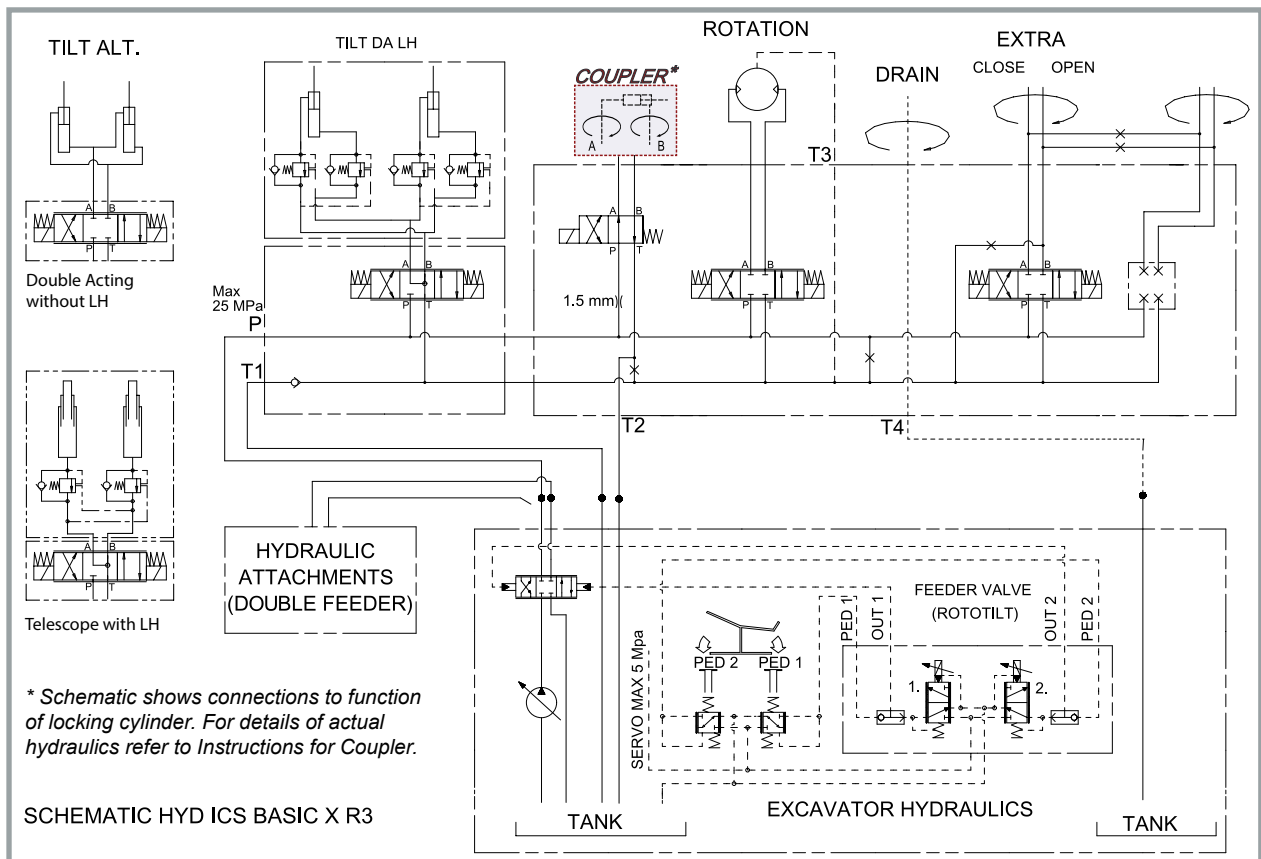 TILT ALT.
A B
P T
Double Acting
without LH
TILT DA LH
A B
P T
COUPLER*
A B
A B
P T
1.5 mm)(
ROTATION
A B
P T
T3
DRAIN
EXTRA
CLOSE OPEN
A B
P T
Max
25 MPa
P
T1
T2
T4
A B
P T
Telescope with LH
HYDRAULIC
ATTACHMENTS
(DOUBLE FEEDER)
PED 2 PED 1
SERVO MAX 5 Mpa
PED 1
OUT 1
FEEDER VALVE
(ROTOTILT)
OUT 2
PED 2
1. 2.
* Schematic shows connections to function
of locking cylinder. For details of actual
hydraulics refer to Instructions for Coupler.
SCHEMATIC HYD ICS BASIC X R3
TANK
EXCAVATOR HYDRAULICS
TANK